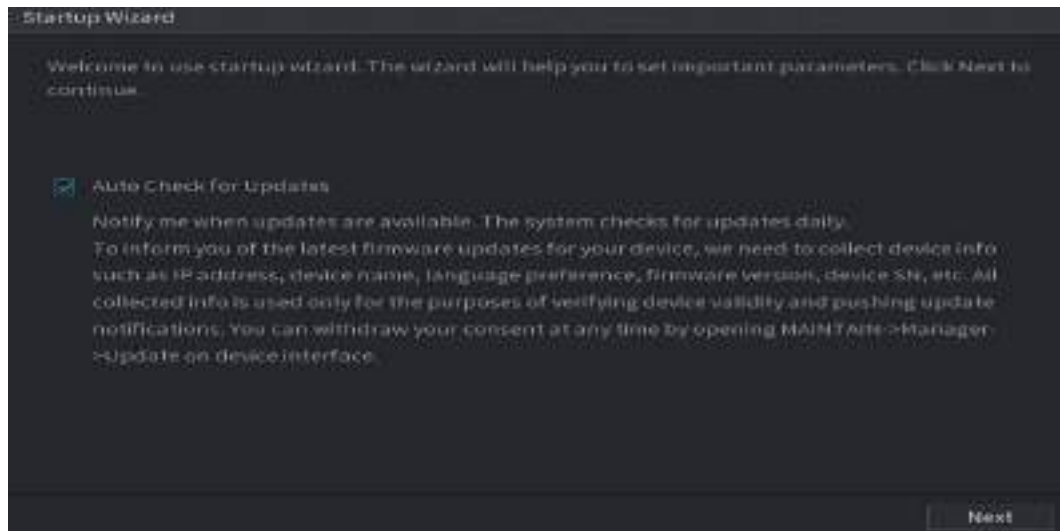 Startup Wizard
Welcome to use startup wizard. The wizard will help you to set important parameters. Click Next to
continue.
Auto Check for Updates
Notify me when updates are available. The system checks for updates daily.
To inform you of the latest firmware updates for your device, we need to collect device info
such as IP address, device name, language preference, firmware version, device SN, etc. All
collected info is used only for the purposes of verifying device validity and pushing update
notifications. You can withdraw your consent at any time by opening MAINTAIN->Manager-
>Update on device interface.
Next